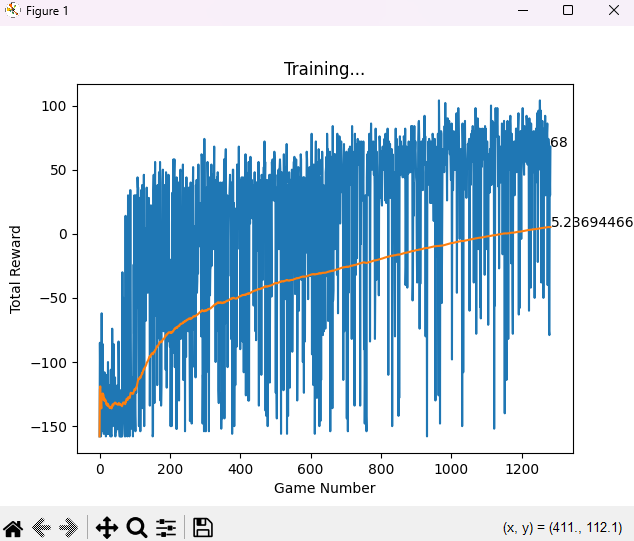 Figure 1
Training...
100
50
0
−50
−100
−150
Total Reward
68
5.23694466
0 200 400 600 800 1000 1200
Game Number
(x, y) = (411., 112.1)